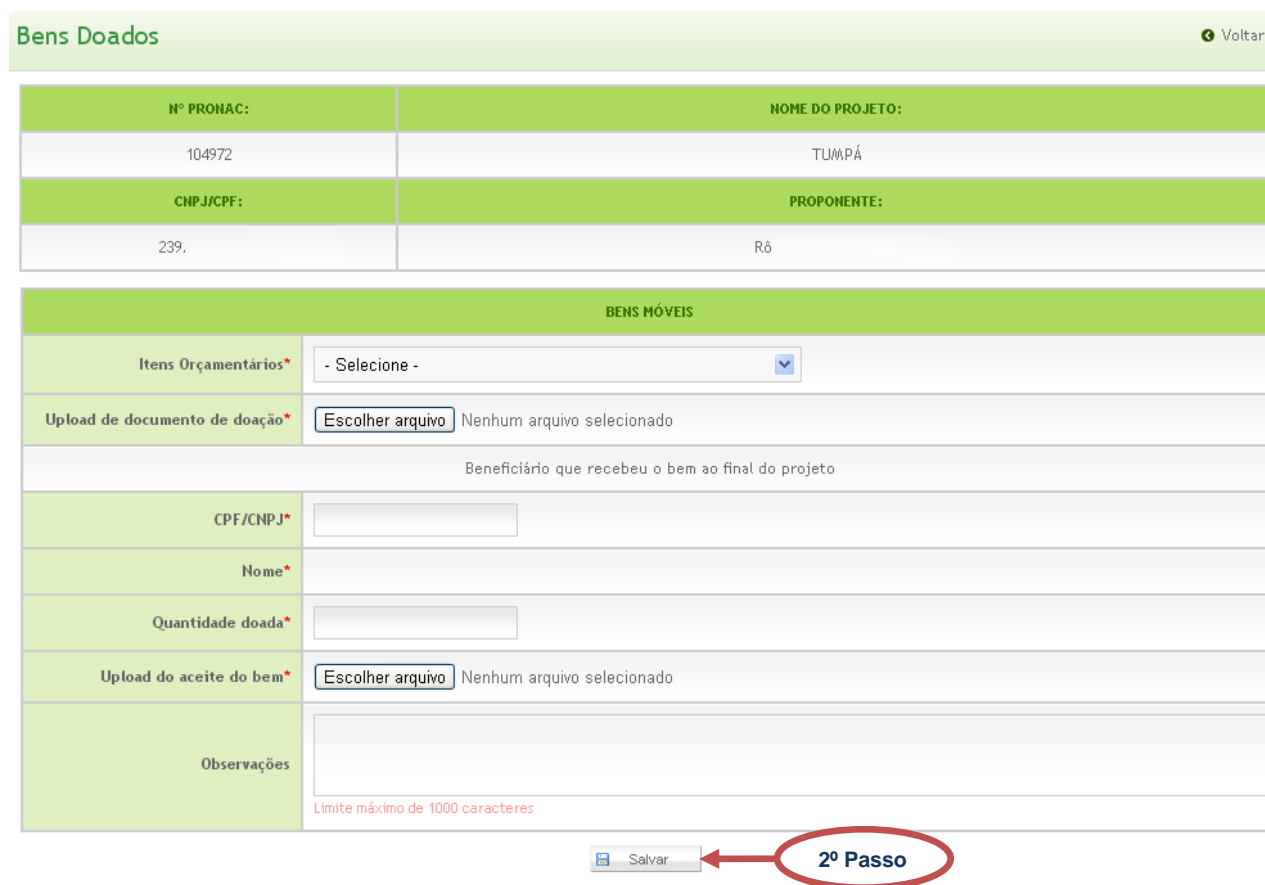 Bens Doados
Voltar
Nº PRONAC:
NOME DO PROJETO:
104972
TUMPÁ
CNPJ/CPF:
PROPONENTE:
239.
Rô
BENS MÓVEIS
Itens Orçamentários*
- Selecione -
Upload de documento de doação*
Escolher arquivo Nenhum arquivo selecionado
Beneficiário que recebeu o bem ao final do projeto
CPF/CNPJ*
Nome*
Quantidade doada*
Upload do aceite do bem*
Escolher arquivo Nenhum arquivo selecionado
Observações
Limite máximo de 1000 caracteres
Salvar
2º Passo